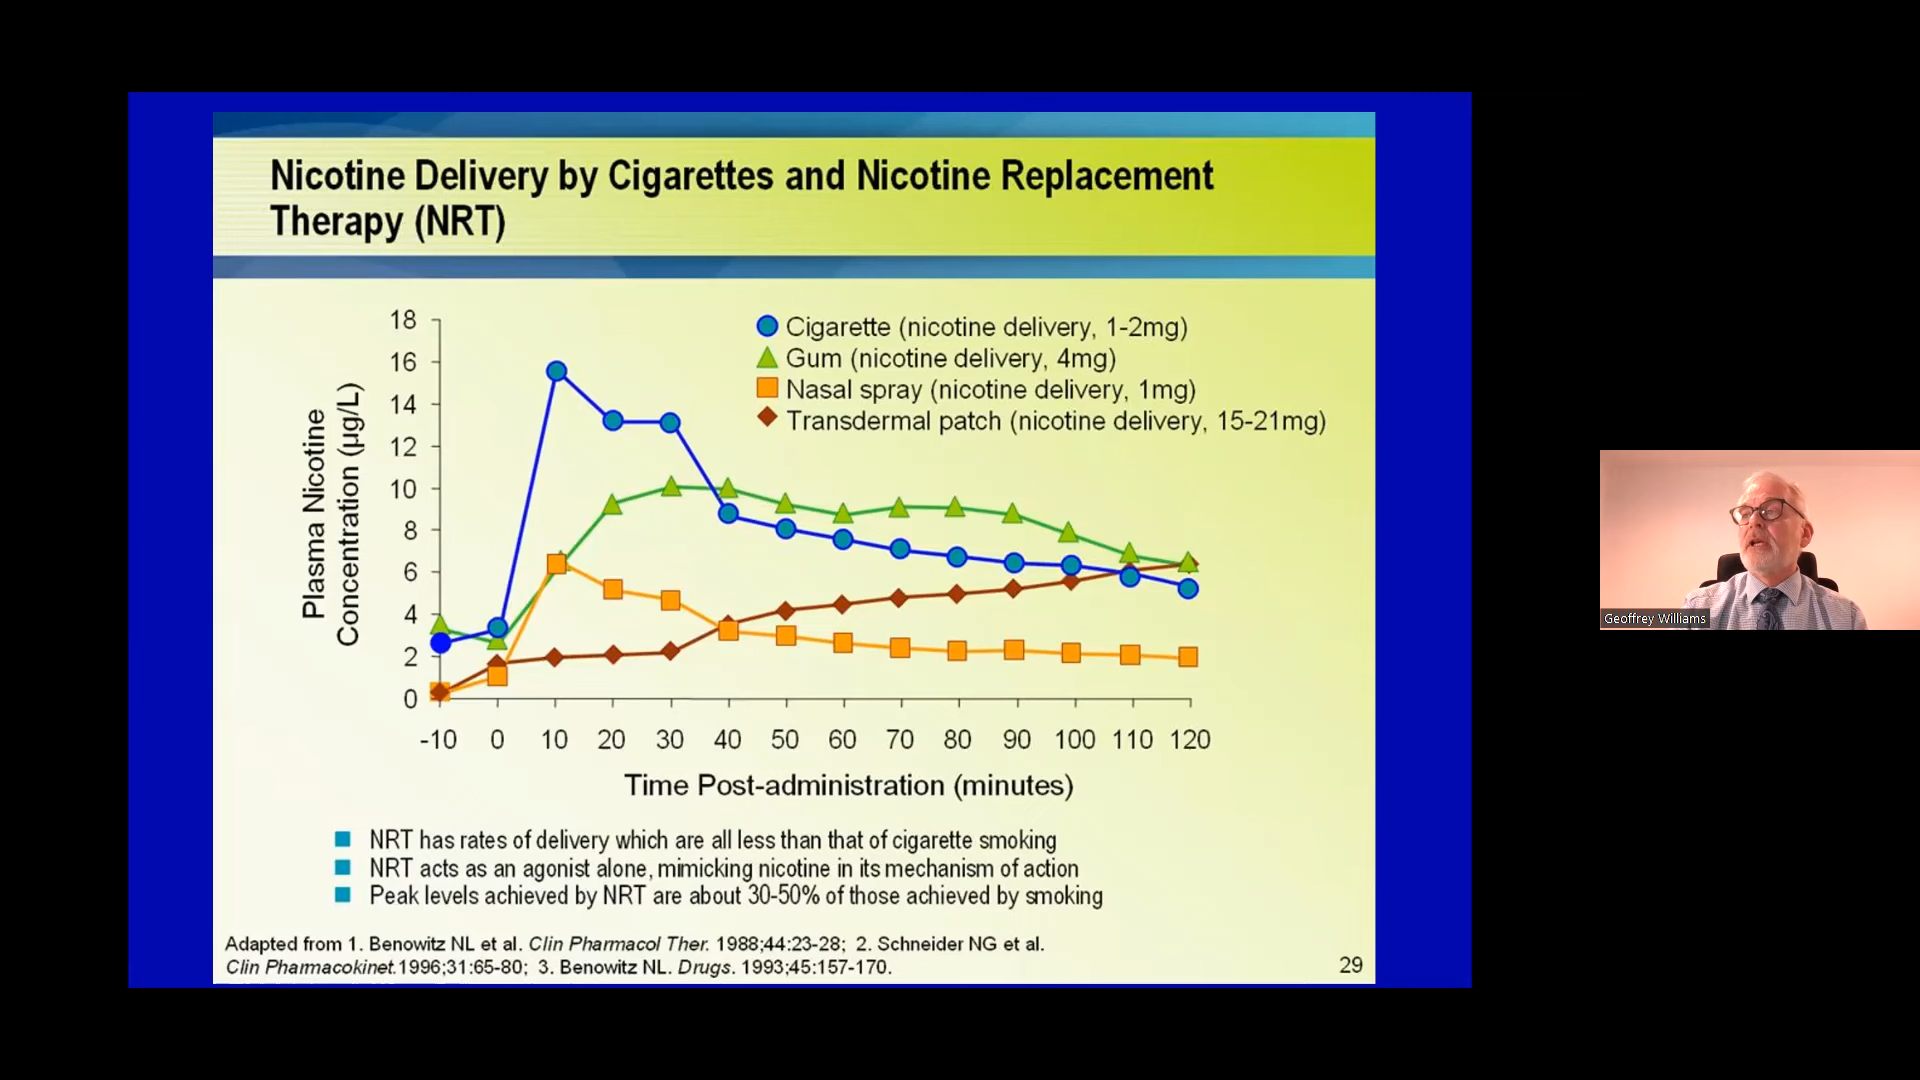 Nicotine Delivery by Cigarettes and Nicotine Replacement
Therapy (NRT)
18
16
14
12
10
8
6
4
2
0
Plasma Nicotine
Concentration (µg/L)
Cigarette (nicotine delivery, 1-2mg)
Gum (nicotine delivery, 4mg)
Nasal spray (nicotine delivery, 1mg)
Transdermal patch (nicotine delivery, 15-21mg)
-10 0 10 20 30 40 50 60 70 80 90 100 110 120
Time Post-administration (minutes)
NRT has rates of delivery which are all less than that of cigarette smoking
NRT acts as an agonist alone, mimicking nicotine in its mechanism of action
Peak levels achieved by NRT are about 30-50% of those achieved by smoking
Adapted from 1. Benowitz NL et al. Clin Pharmacol Ther. 1988;44:23-28; 2. Schneider NG et al.
Clin Pharmacokinet.1996;31:65-80; 3. Benowitz NL. Drugs. 1993;45:157-170.
29
Geoffrey Williams